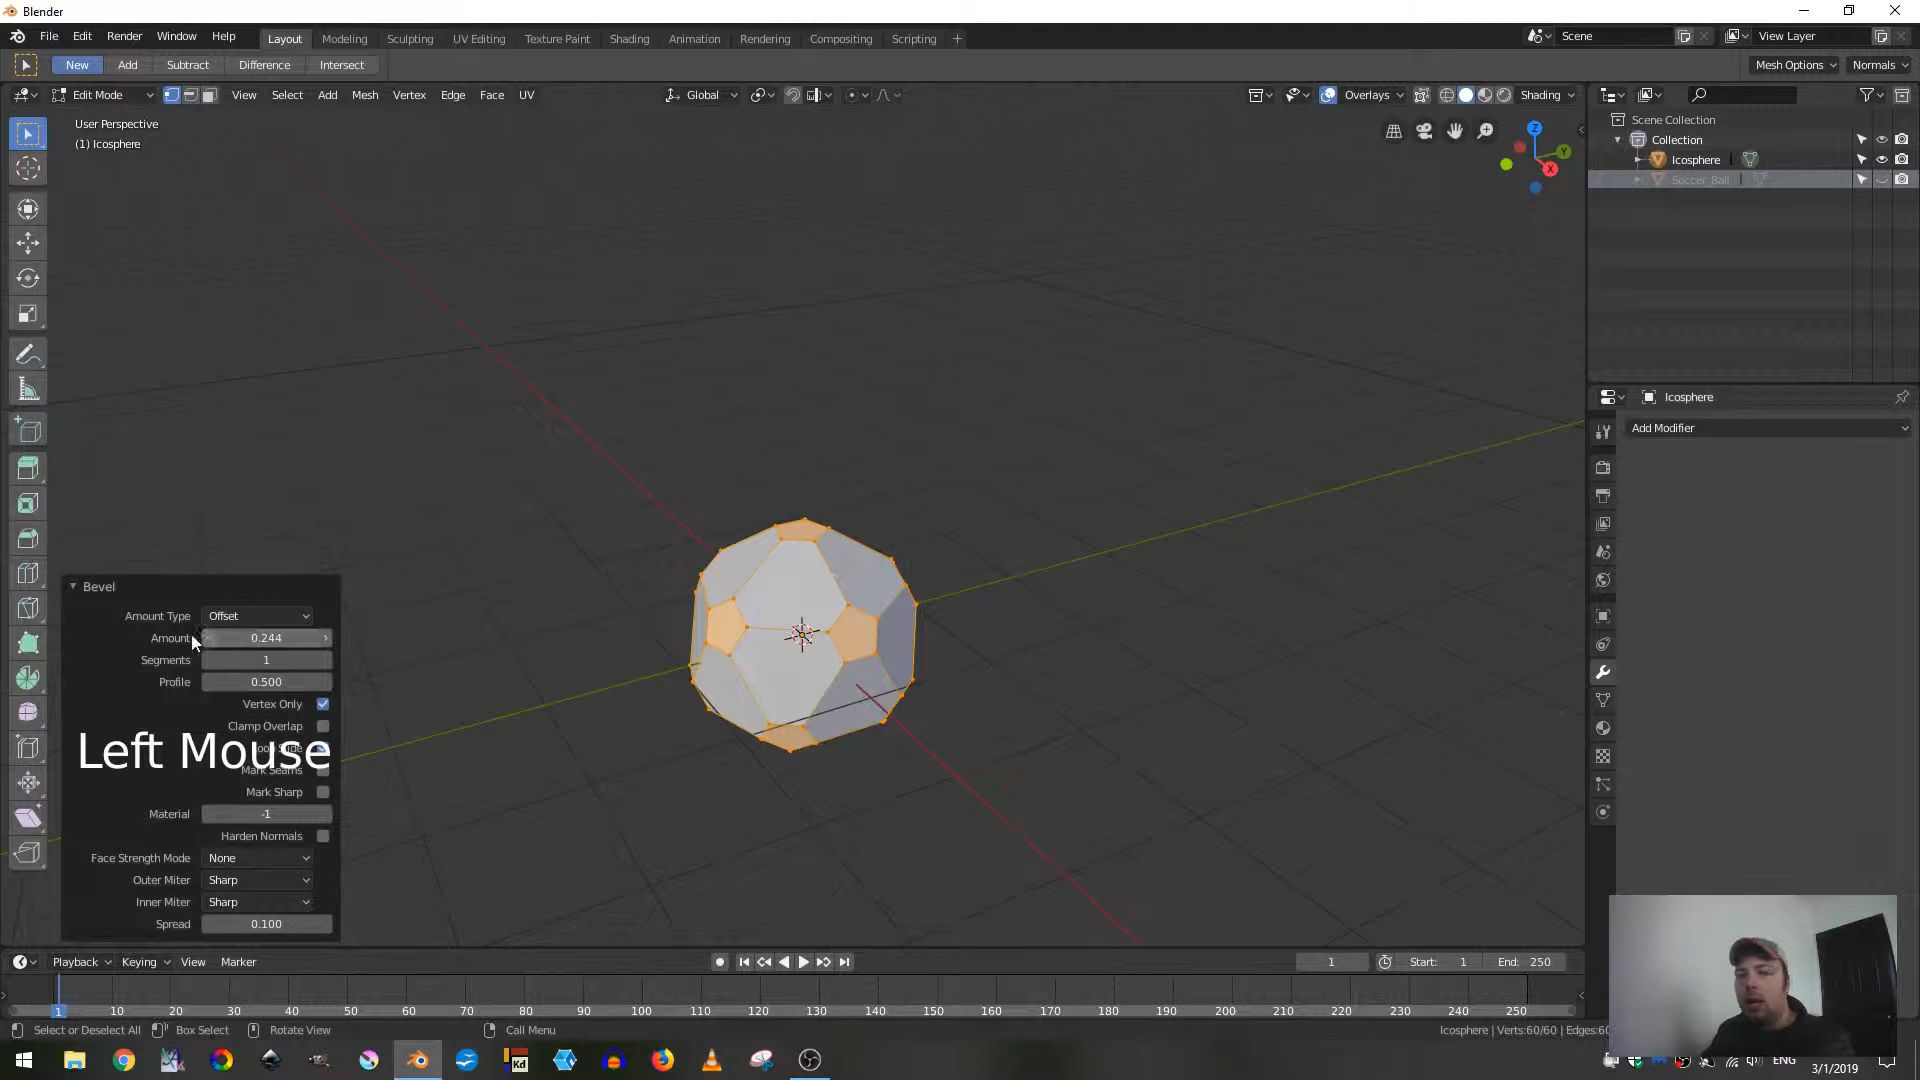 Blender
File Edit Render Window Help
Layout Modeling Sculpting UV Editing Texture Paint Shading Animation Rendering Compositing Scripting
Scene
View Layer
New Add Subtract Difference Intersect
Mesh Options Normals
Edit Mode View Select Add Mesh Vertex Edge Face UV
Global
Overlays
Shading
User Perspective
(1) Icosphere
Z
Y
X
Scene Collection
Collection
Icosphere
Soccer Ball
Icosphere
Add Modifier
Bevel
Amount Type Offset
Amount 0.244
Segments 1
Profile 0.500
Vertex Only
Clamp Overlap
Left Mouse
Mark Seams
Mark Sharp
Material -1
Harden Normals
Face Strength Mode None
Outer Miter Sharp
Inner Miter Sharp
Spread 0.100
Playback Keying View Marker
1 Start: 1 End: 250
1 10 20 30 40 50 60 70 80 90 100 110 120 130 140 150 160 170 180 190 200 210 220 230 240 250
Select or Deselect All Box Select Rotate View Call Menu
Icosphere | Verts:60/60 | Edges:60
Kd
ENG
3/1/2019